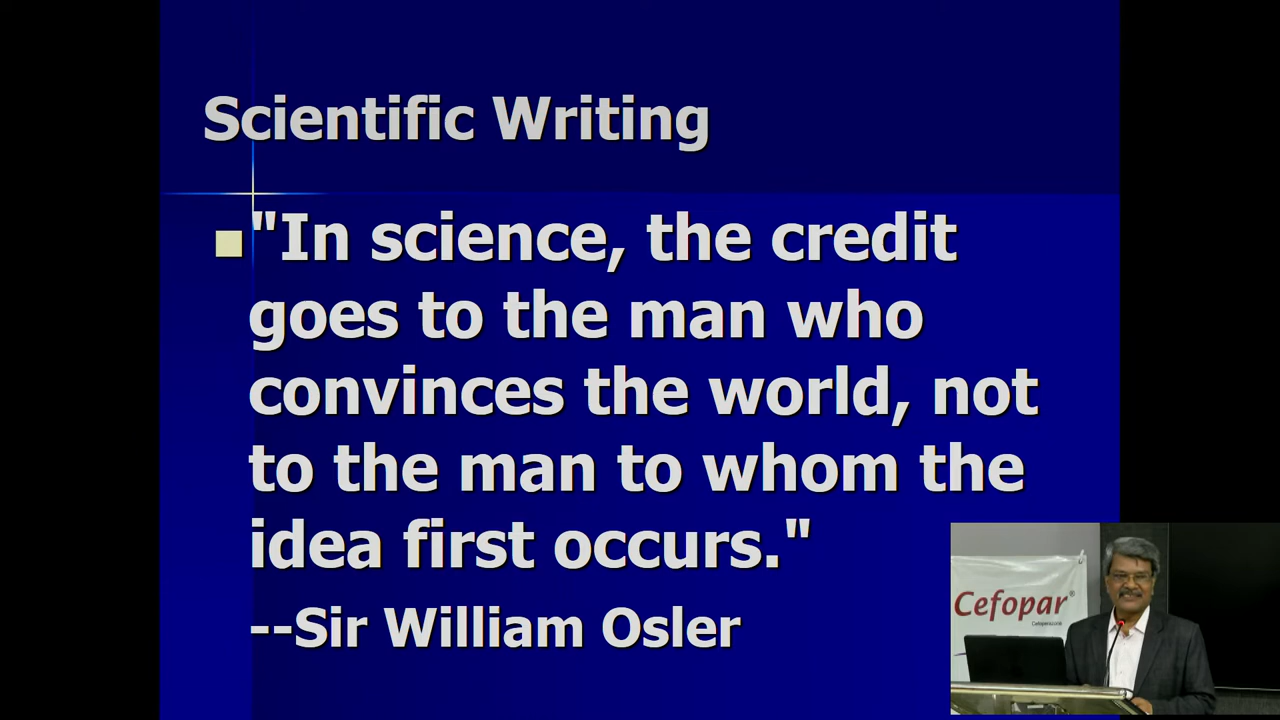 Scientific Writing
"In science, the credit
goes to the man who
convinces the world, not
to the man to whom the
idea first occurs."
--Sir William Osler
Cefopar®
Cefoperazone